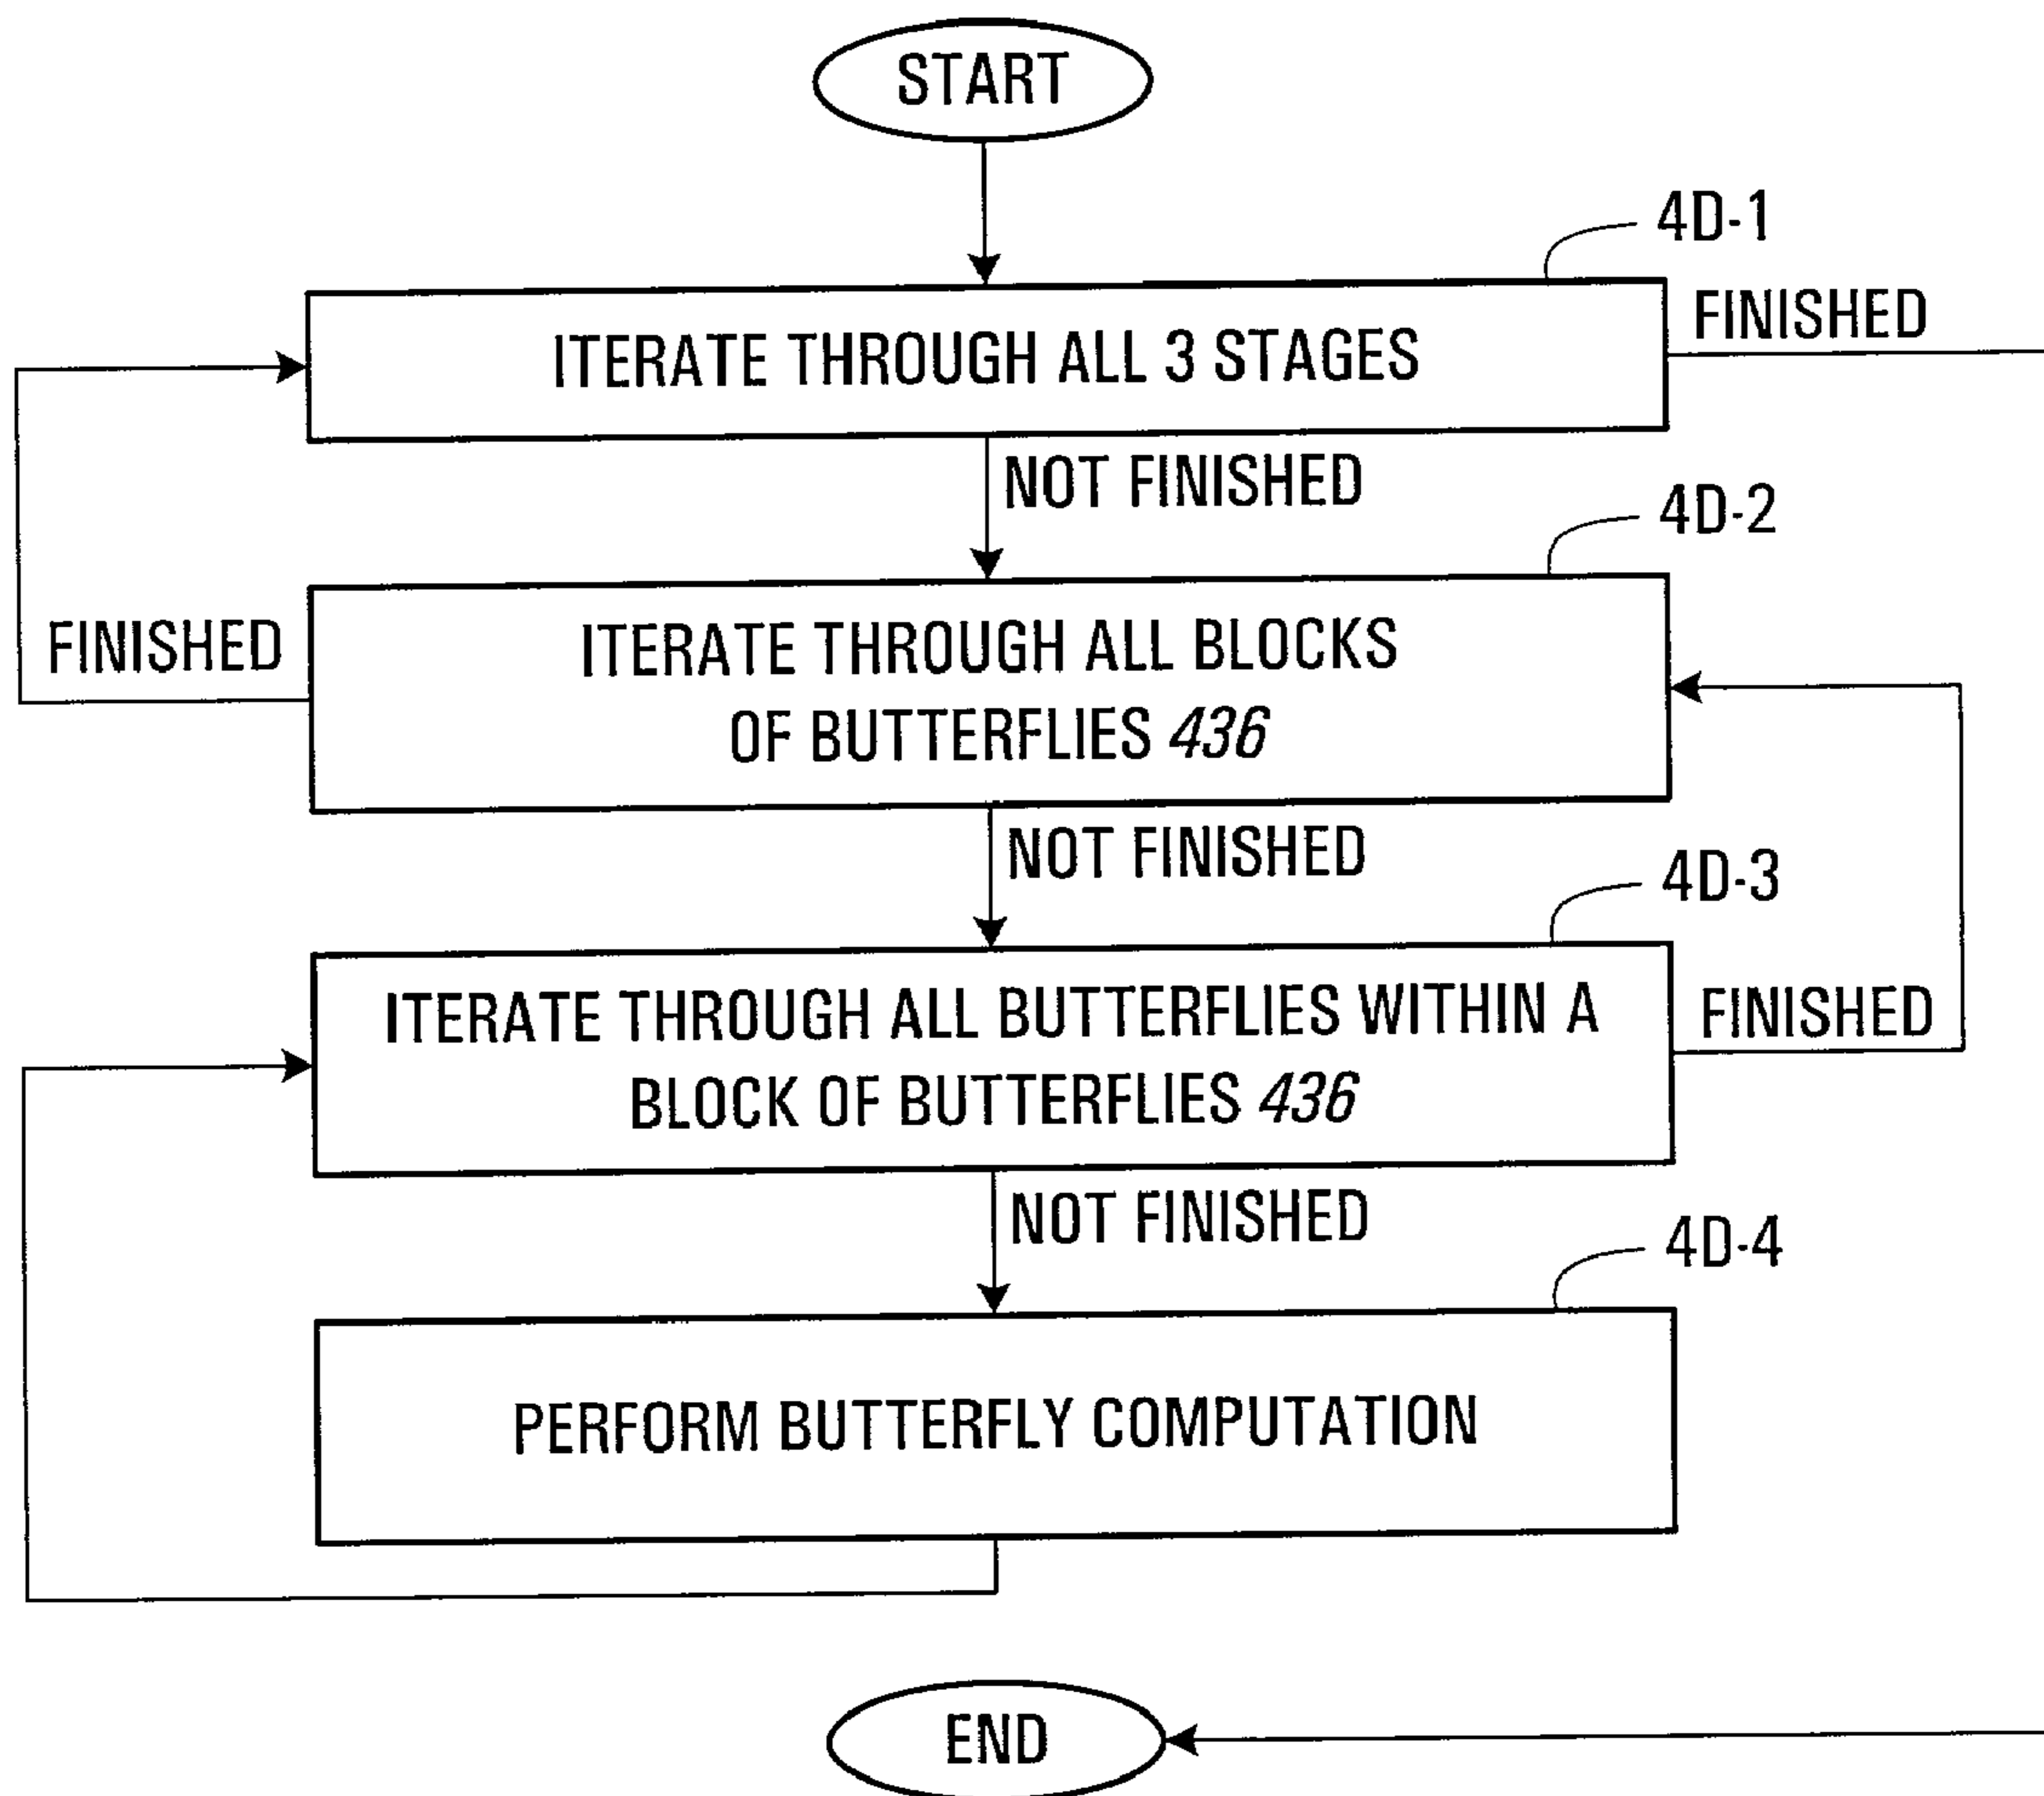 START
4D-1
FINISHED
ITERATE THROUGH ALL 3 STAGES
NOT FINISHED
4D-2
FINISHED
ITERATE THROUGH ALL BLOCKS
OF BUTTERFLIES 436
NOT FINISHED
4D-3
ITERATE THROUGH ALL BUTTERFLIES WITHIN A
BLOCK OF BUTTERFLIES 436
FINISHED
NOT FINISHED
4D-4
PERFORM BUTTERFLY COMPUTATION
END